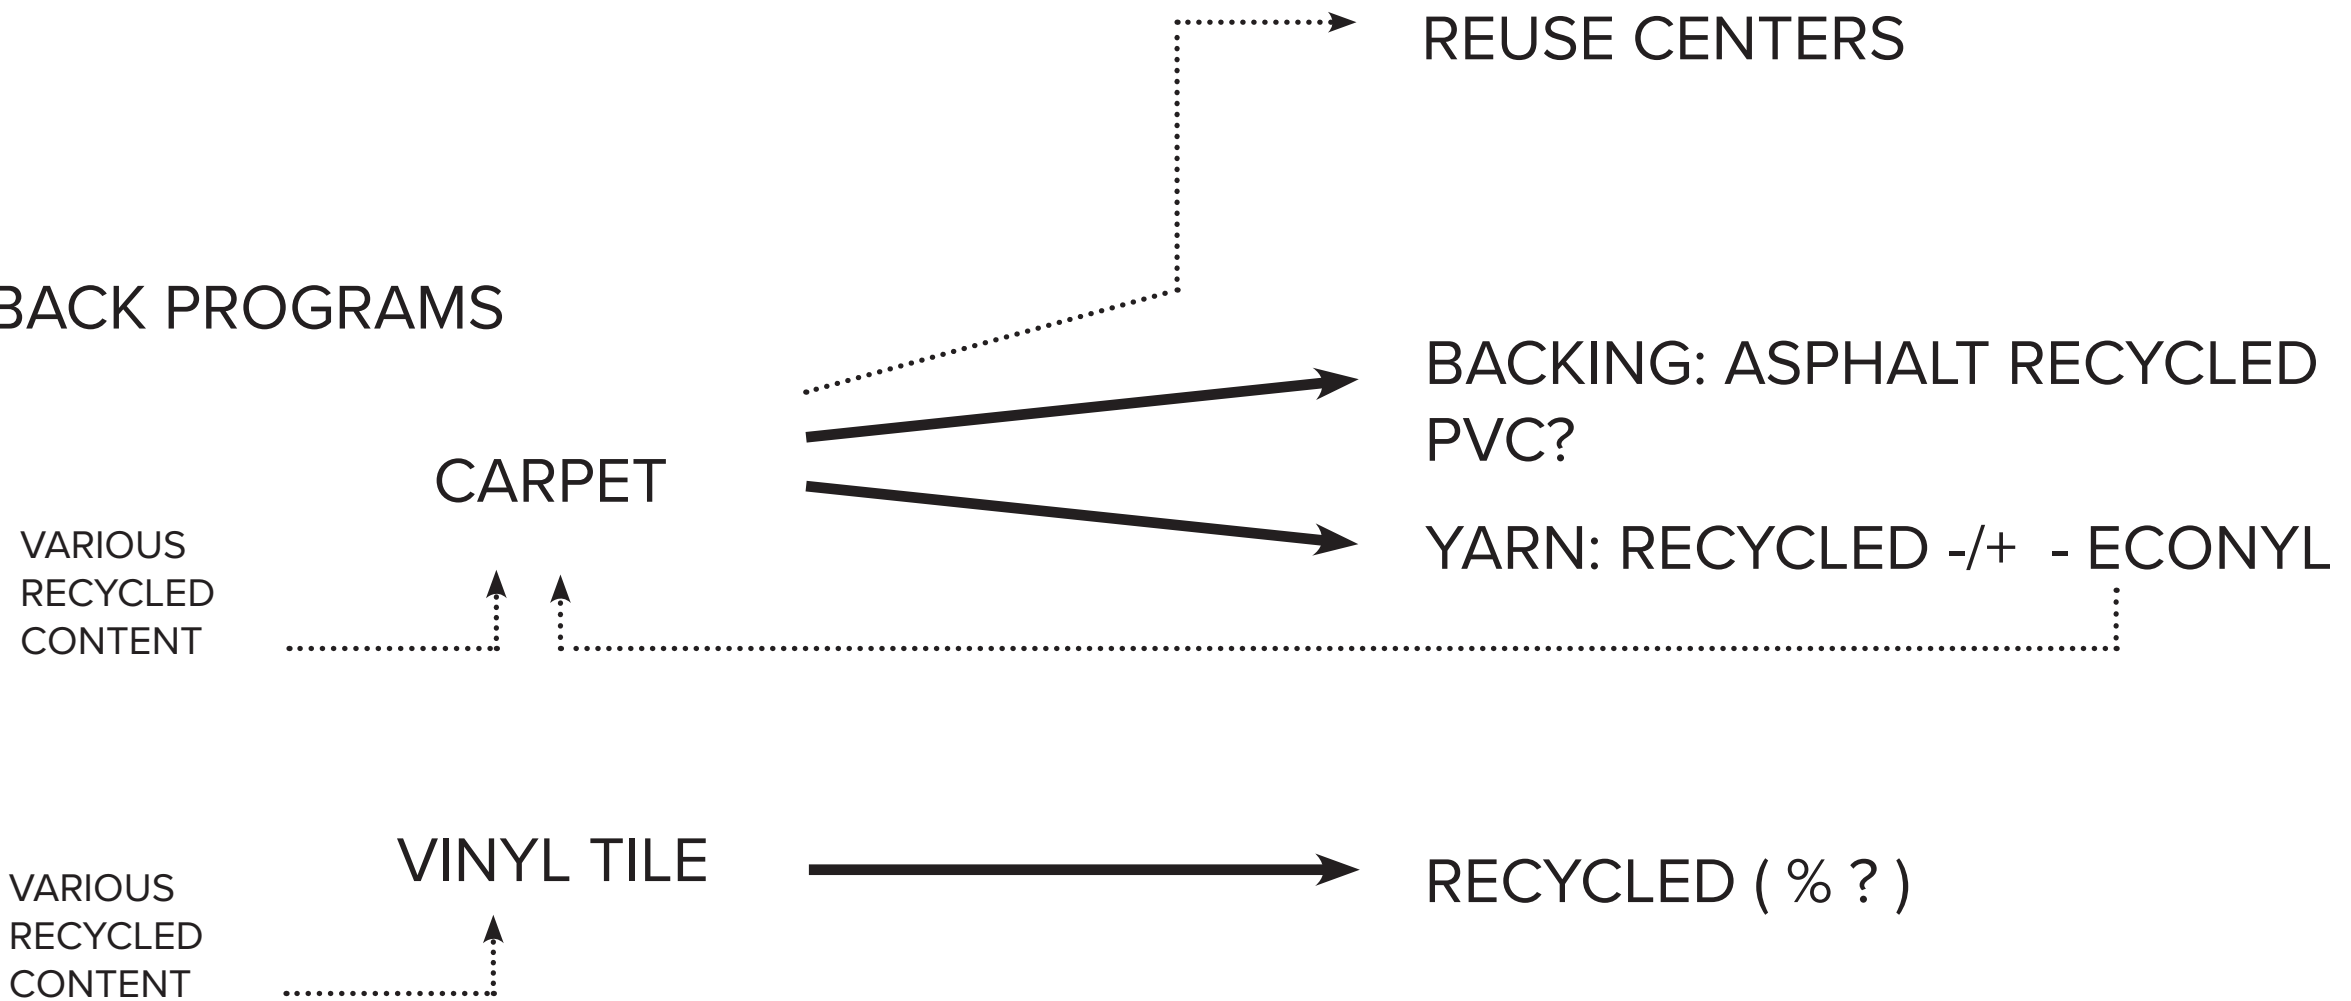 REUSE CENTERS
BACK PROGRAMS
BACKING: ASPHALT RECYCLED
PVC?
CARPET
YARN: RECYCLED -/+ - ECONYL
VARIOUS
RECYCLED
CONTENT
VINYL TILE
RECYCLED ( % ? )
VARIOUS
RECYCLED
CONTENT